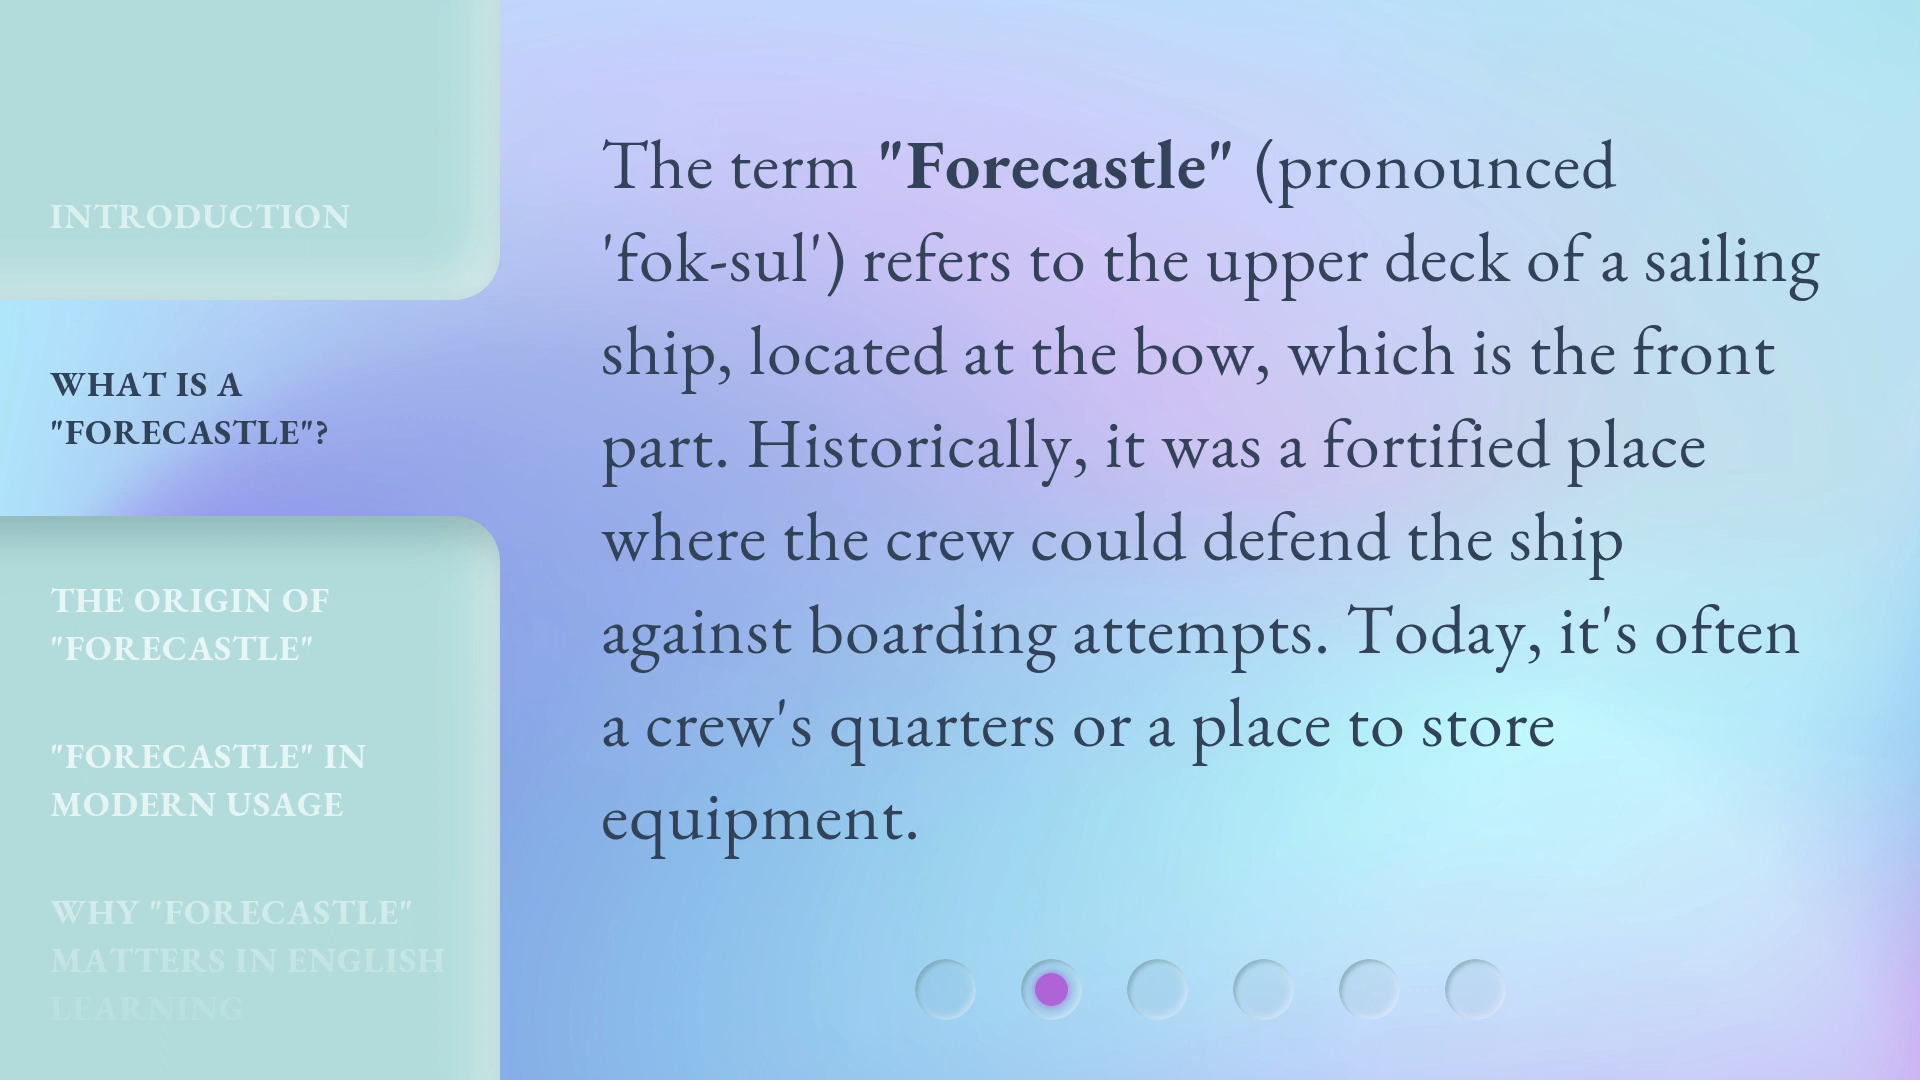 INTRODUCTION
WHAT IS A
"FORECASTLE"?
THE ORIGIN OF
"FORECASTLE"
"FORECASTLE" IN
MODERN USAGE
WHY "FORECASTLE"
MATTERS IN ENGLISH
LEARNING
The term "Forecastle" (pronounced
'fok-sul') refers to the upper deck of a sailing
ship, located at the bow, which is the front
part. Historically, it was a fortified place
where the crew could defend the ship
against boarding attempts. Today, it's often
a crew's quarters or a place to store
equipment.